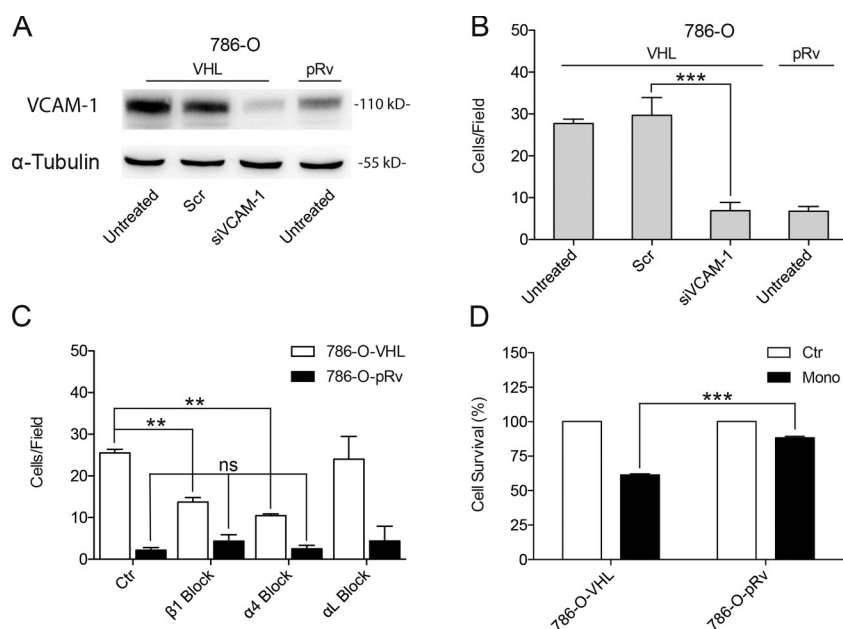 A
786-O
VHL
pRv
VCAM-1
-110 kD-
α-Tubulin
-55 kD-
Untreated
Scr
siVCAM-1
Untreated
B
786-O
VHL
pRv
***
Cells/Field
50
40
30
20
10
0
Untreated
Scr
siVCAM-1
Untreated
C
786-O-VHL
786-O-pRv
**
**
ns
Cells/Field
50
40
30
20
10
0
Ctr
β1 Block
α4 Block
αL Block
D
Ctr
Mono
***
Cell Survival (%)
150
125
100
75
50
25
0
786-O-VHL
786-O-pRv